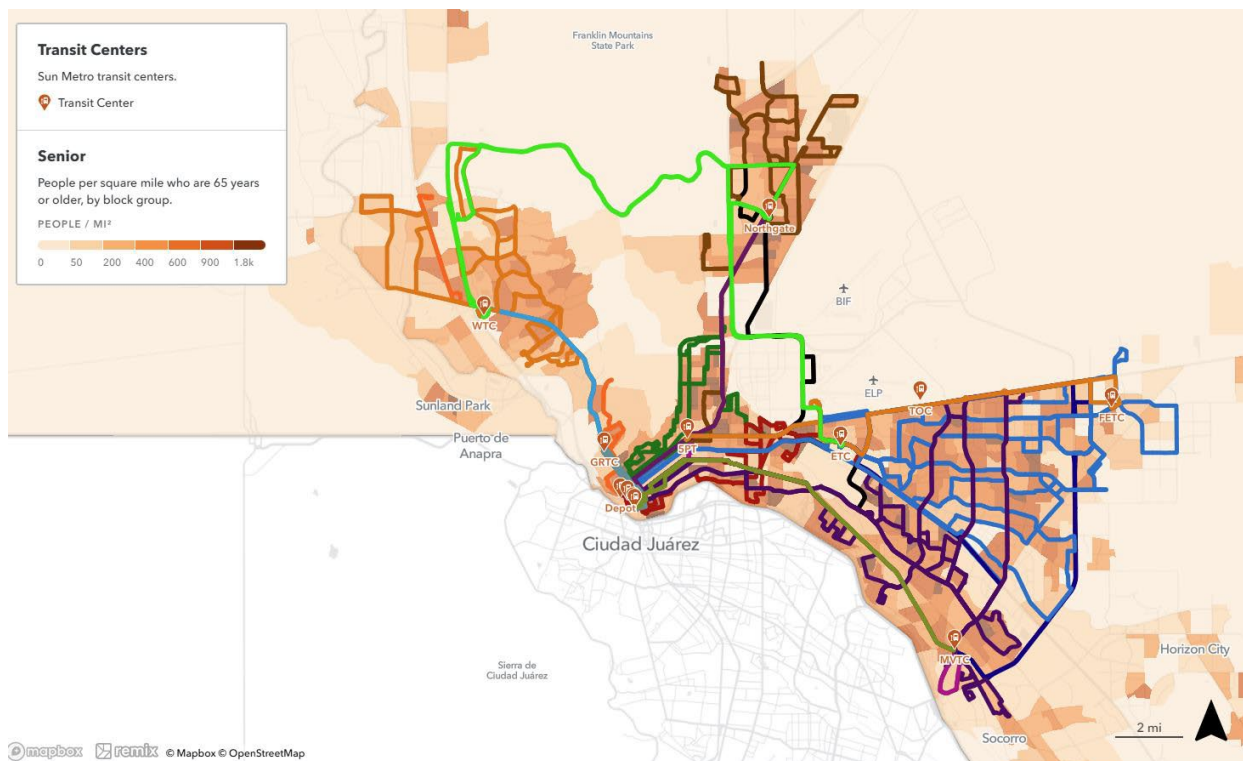 Transit Centers
Sun Metro transit centers.
Transit Center
Senior
People per square mile who are 65 years
or older, by block group.
PEOPLE / MI²
0 50 200 400 600 900 1.8k
Franklin Mountains
State Park
Northgate
BIF
WTC
ELP
TOC
FETC
Sunland Park
Puerto de
Anapra
SPT
ETC
GRTC
Depot
Ciudad Juárez
MVTC
Horizon City
Sierra de
Ciudad Juárez
Socorro
2 mi
mapbox remix © Mapbox © OpenStreetMap